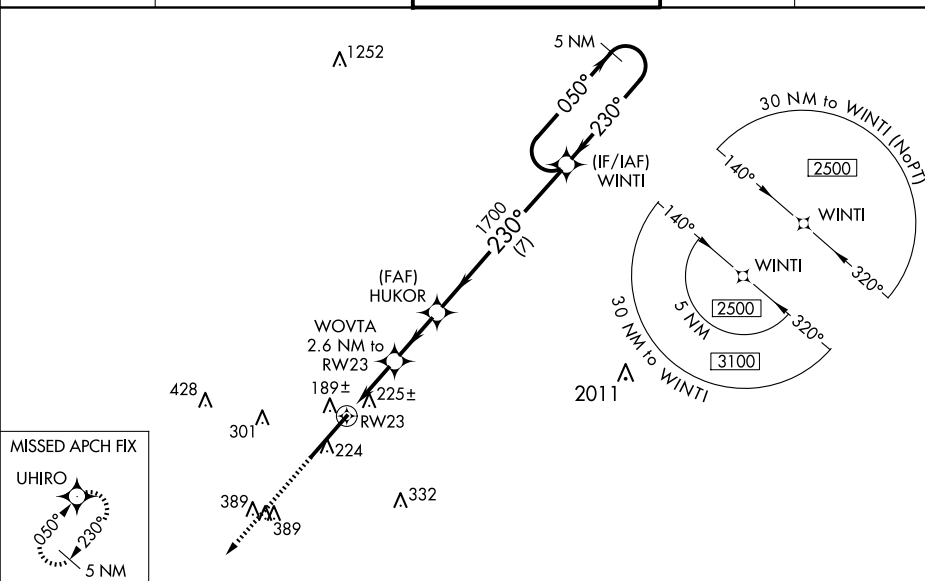 1252
5 NM
050°
230°
(IF/IAF)
WINTI
1700
230°
(7)
(FAF)
HUKOR
WOVTA
2.6 NM to
RW23
189±
225±
RW23
224
428
301
389
389
332
2011
30 NM to WINTI (NoPT)
140°
2500
WINTI
320°
140°
WINTI
2500
320°
5 NM
3100
30 NM to WINTI
MISSED APCH FIX
UHIRO
050°
230°
5 NM